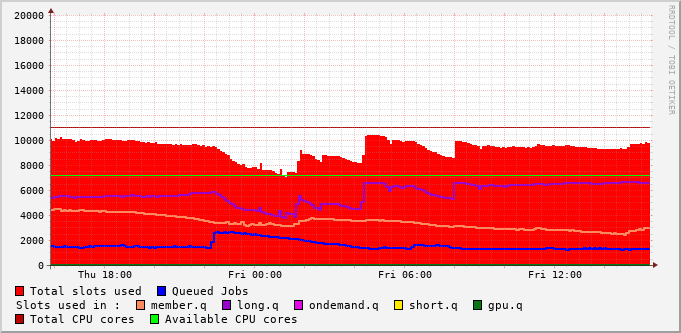 RRDTOOL / TOBI OETIKER
20000
18000
16000
14000
12000
10000
8000
6000
4000
2000
0
Thu 18:00 Fri 00:00 Fri 06:00 Fri 12:00
Total slots used Queued Jobs
Slots used in : member.q long.q ondemand.q short.q gpu.q
Total CPU cores Available CPU cores